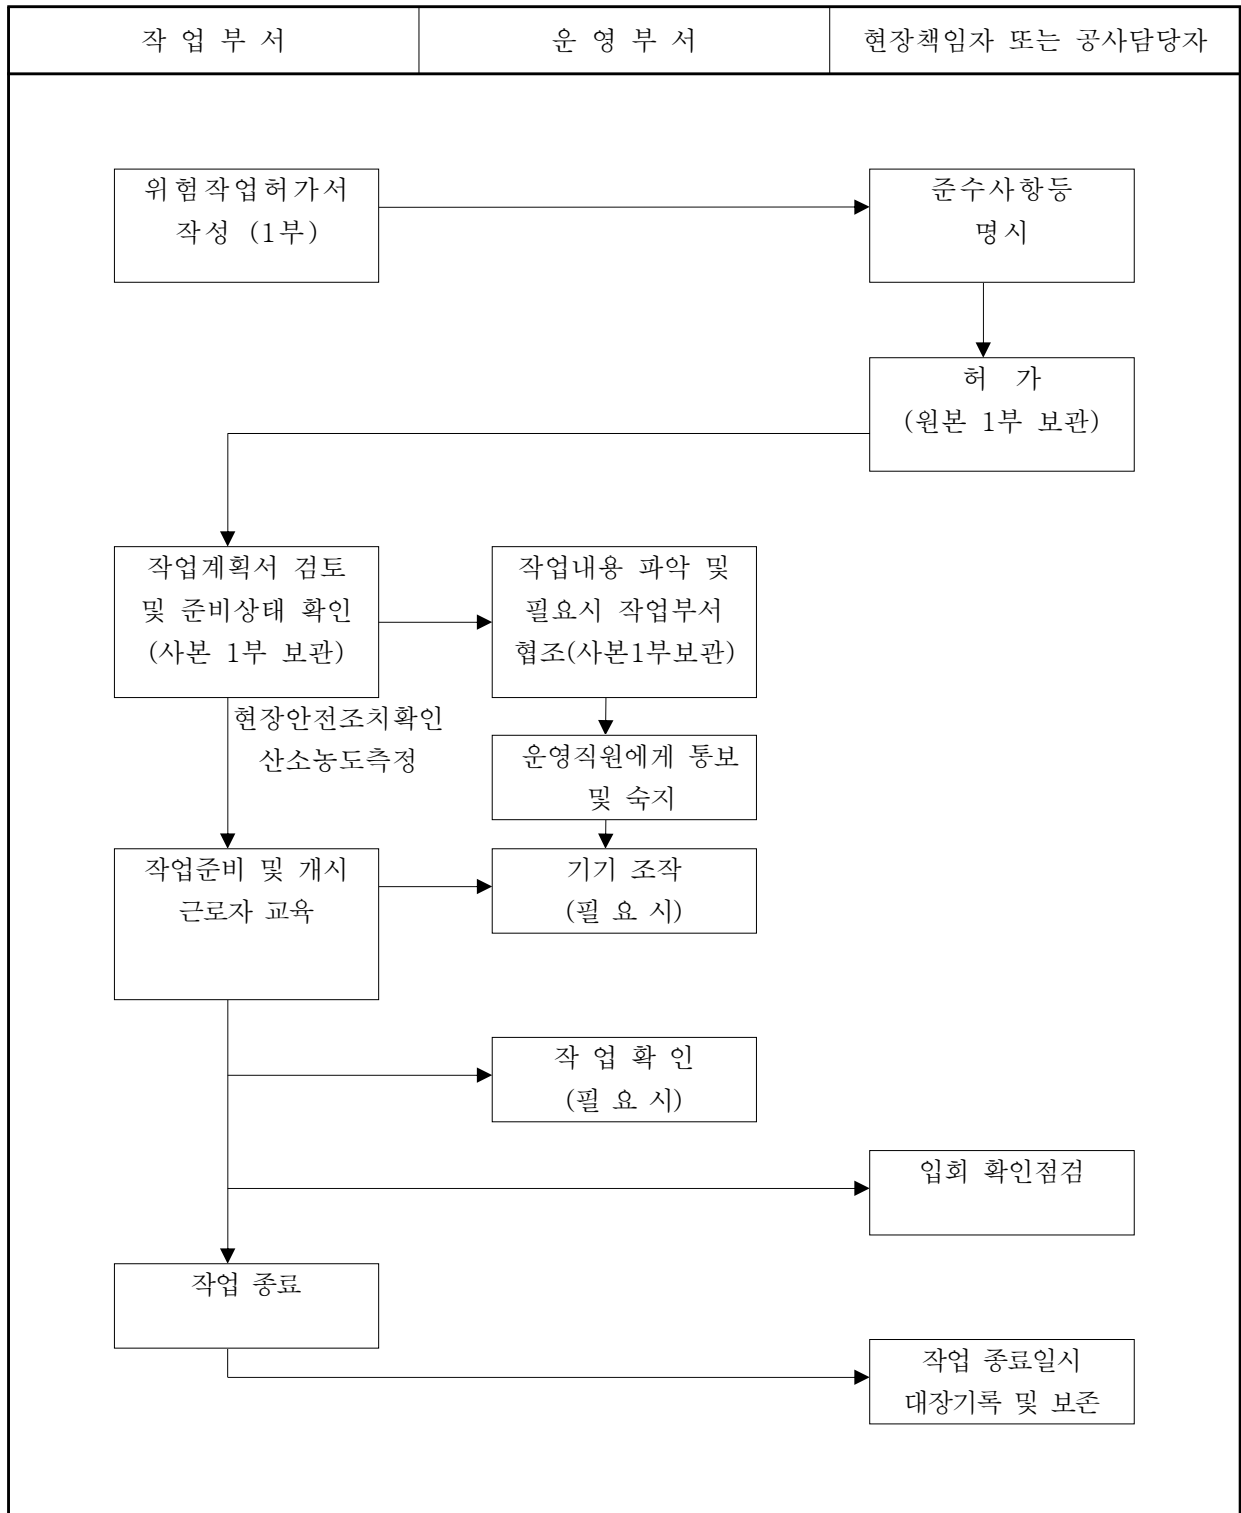 작 업 부 서
운 영 부 서
현장책임자 또는 공사담당자
위험작업허가서
작성 (1부)
준수사항등
명시
허 가
(원본 1부 보관)
작업계획서 검토
및 준비상태 확인
(사본 1부 보관)
작업내용 파악 및
필요시 작업부서
협조(사본1부보관)
현장안전조치확인
산소농도측정
운영직원에게 통보
및 숙지
작업준비 및 개시
근로자 교육
기기 조작
(필 요 시)
작 업 확 인
(필 요 시)
입회 확인점검
작업 종료
작업 종료일시
대장기록 및 보존